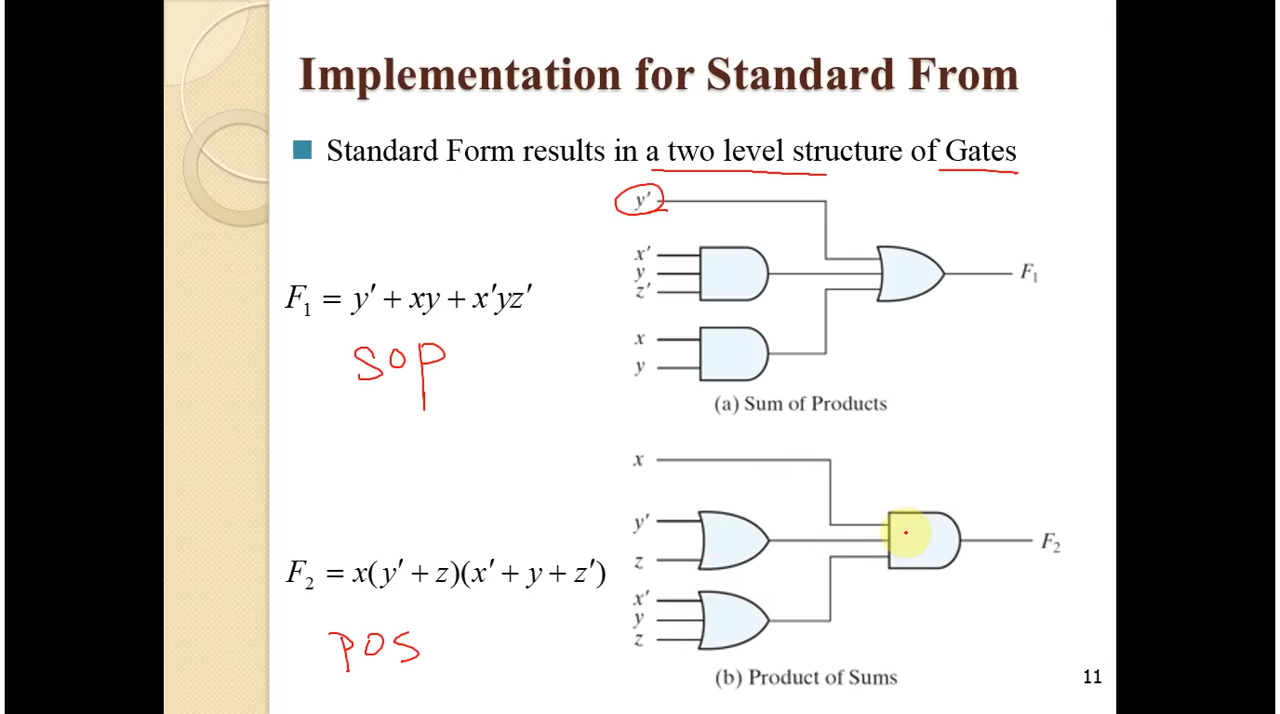 Implementation for Standard From
Standard Form results in a two level structure of Gates
y′
x′
y
z′
F₁
F₁ = y′ + xy + x′yz′
x
y
SOP
(a) Sum of Products
x
y′
z
F₂
F₂ = x(y′ + z)(x′ + y + z′)
x′
y
z
POS
(b) Product of Sums
11